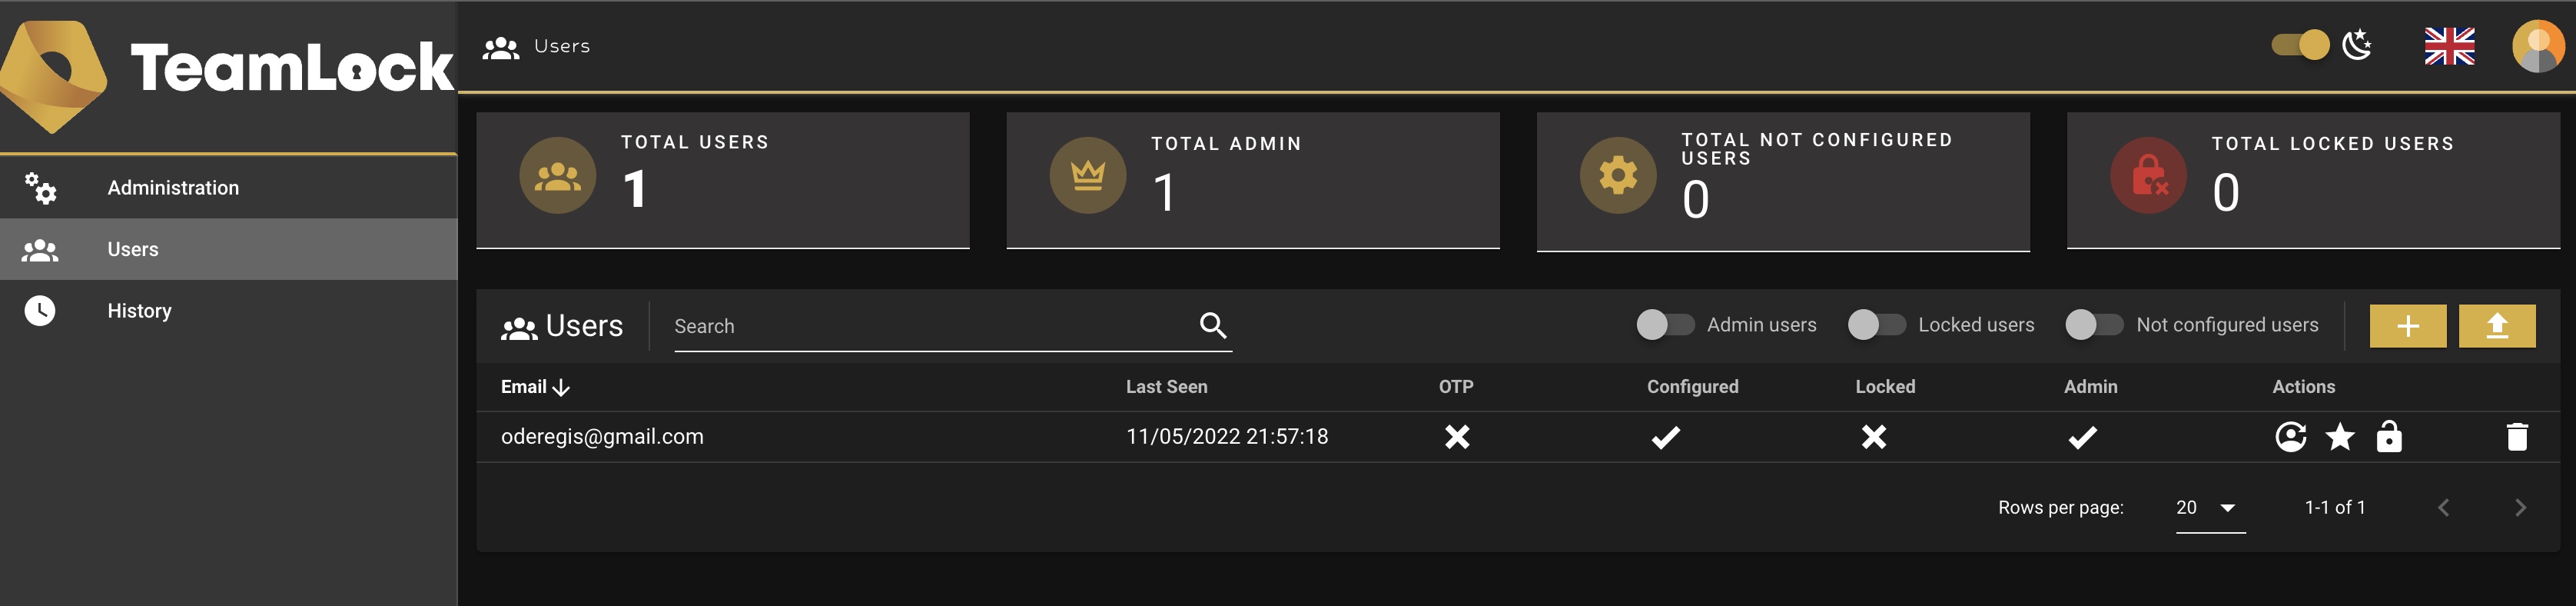 TeamLock
Users
Administration
Users
History
TOTAL USERS
1
TOTAL ADMIN
1
TOTAL NOT CONFIGURED
USERS
0
TOTAL LOCKED USERS
0
Users
Search
Admin users
Locked users
Not configured users
Email Last Seen OTP Configured Locked Admin Actions
oderegis@gmail.com 11/05/2022 21:57:18
Rows per page: 20 1-1 of 1